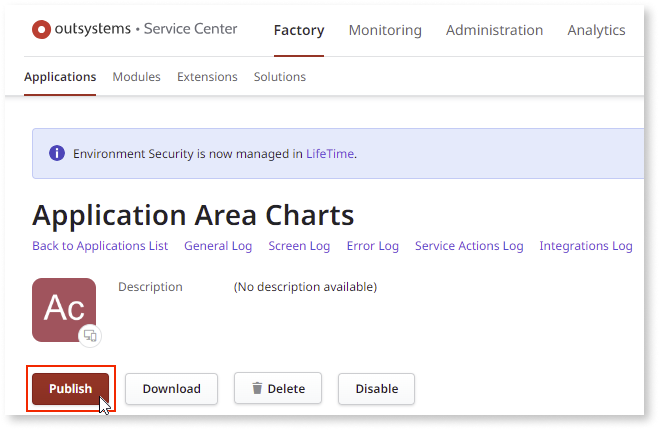 outsystems • Service Center Factory Monitoring Administration Analytics
Applications Modules Extensions Solutions
Environment Security is now managed in LifeTime.
Application Area Charts
Back to Applications List General Log Screen Log Error Log Service Actions Log Integrations Log
Ac
Description (No description available)
Publish Download Delete Disable